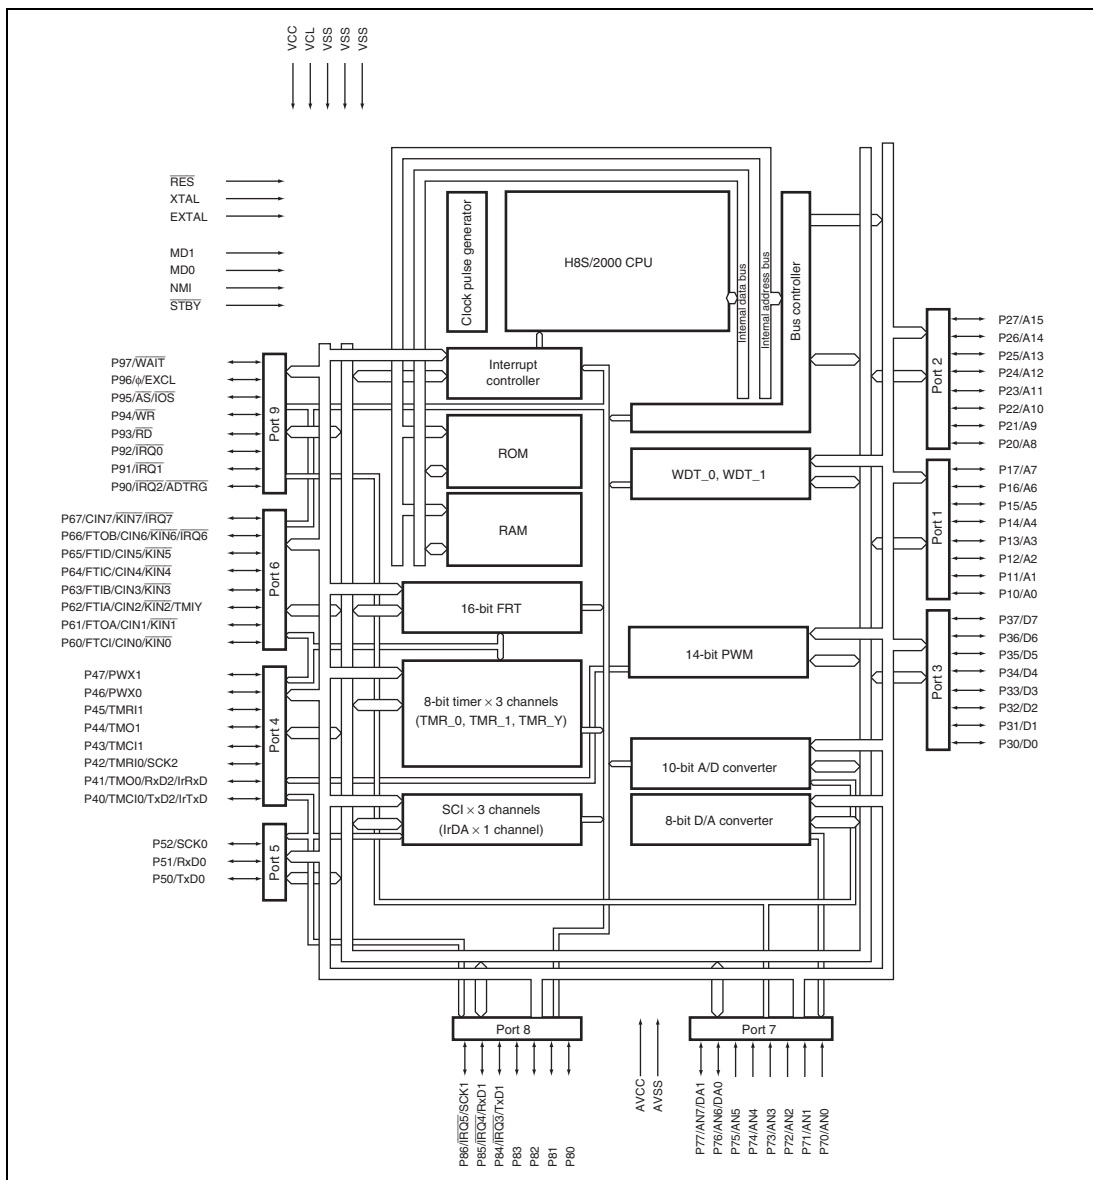 VCC
VCL
VSS
VSS
VSS
RES
XTAL
EXTAL
MD1
MD0
NMI
STBY
Clock pulse generator
H8S/2000 CPU
Internal data bus
Internal address bus
Bus controller
Interrupt
controller
ROM
RAM
WDT_0, WDT_1
16-bit FRT
14-bit PWM
8-bit timer × 3 channels
(TMR_0, TMR_1, TMR_Y)
10-bit A/D converter
SCI × 3 channels
(IrDA × 1 channel)
8-bit D/A converter
P97/WAIT
P96/φ/EXCL
P95/AS/IOS
P94/WR
P93/RD
P92/IRQ0
P91/IRQ1
P90/IRQ2/ADTRG
Port 9
P67/CIN7/KIN7/IRQ7
P66/FTOB/CIN6/KIN6/IRQ6
P65/FTID/CIN5/KIN5
P64/FTIC/CIN4/KIN4
P63/FTIB/CIN3/KIN3
P62/FTIA/CIN2/KIN2/TMIY
P61/FTOA/CIN1/KIN1
P60/FTCI/CIN0/KIN0
Port 6
P47/PWX1
P46/PWX0
P45/TMRI1
P44/TMO1
P43/TMCI1
P42/TMRI0/SCK2
P41/TMO0/RxD2/IrRxD
P40/TMCI0/TxD2/IrTxD
Port 4
P52/SCK0
P51/RxD0
P50/TxD0
Port 5
Port 2
P27/A15
P26/A14
P25/A13
P24/A12
P23/A11
P22/A10
P21/A9
P20/A8
Port 1
P17/A7
P16/A6
P15/A5
P14/A4
P13/A3
P12/A2
P11/A1
P10/A0
Port 3
P37/D7
P36/D6
P35/D5
P34/D4
P33/D3
P32/D2
P31/D1
P30/D0
Port 8
P86/IRQ5/SCK1
P85/IRQ4/RxD1
P84/IRQ3/TxD1
P83
P82
P81
P80
AVCC
AVSS
Port 7
P77/AN7/DA1
P76/AN6/DA0
P75/AN5
P74/AN4
P73/AN3
P72/AN2
P71/AN1
P70/AN0